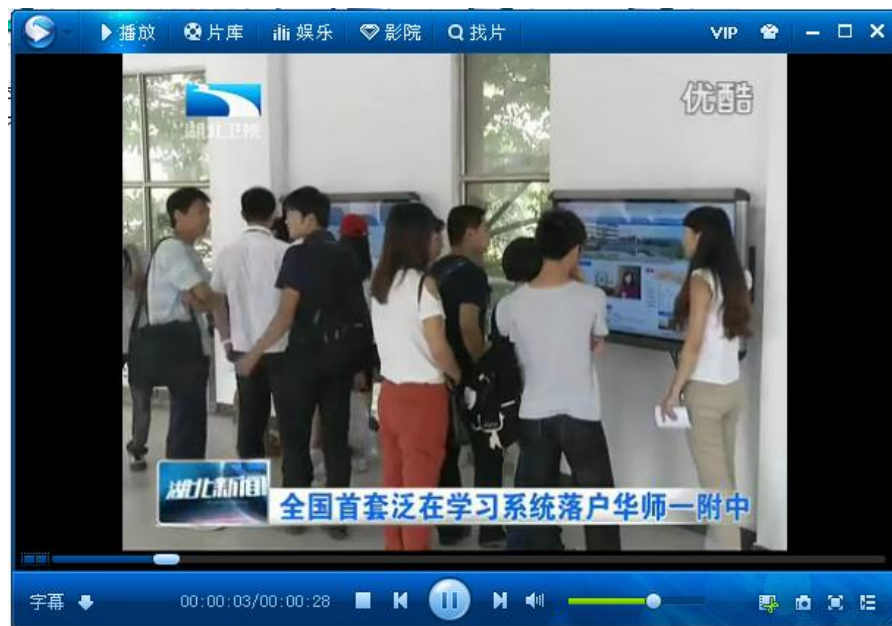 播放 片库 娱乐 影院 找片 VIP
湖北卫视
优酷
湖北新闻
全国首套泛在学习系统落户华师一附中
字幕 00:00:03/00:00:28